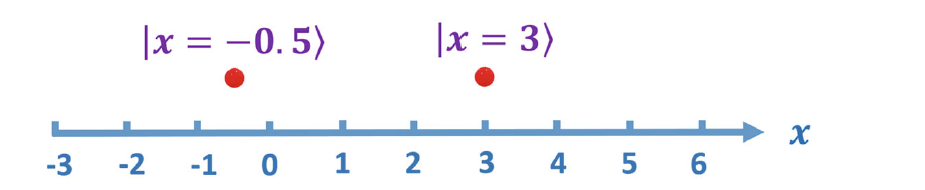 |x = −0.5⟩ |x = 3⟩
-3 -2 -1 0 1 2 3 4 5 6 x